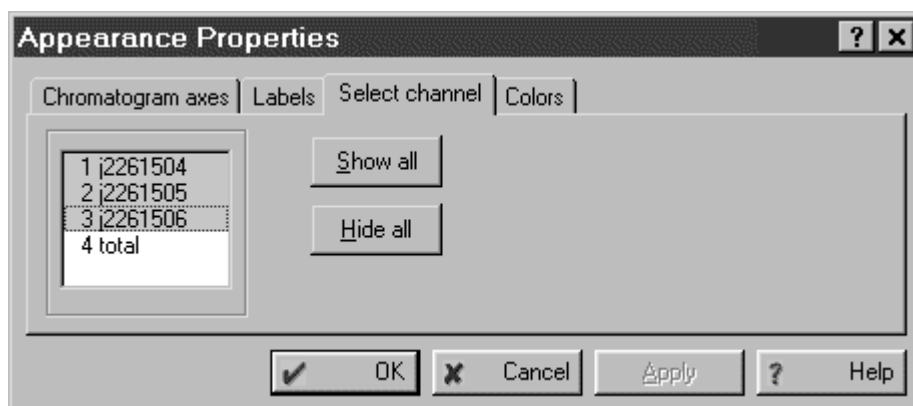 Appearance Properties ? ×
Chromatogram axes Labels Select channel Colors
1 j2261504
2 j2261505
3 j2261506
4 total
Show all
Hide all
OK Cancel Apply ? Help